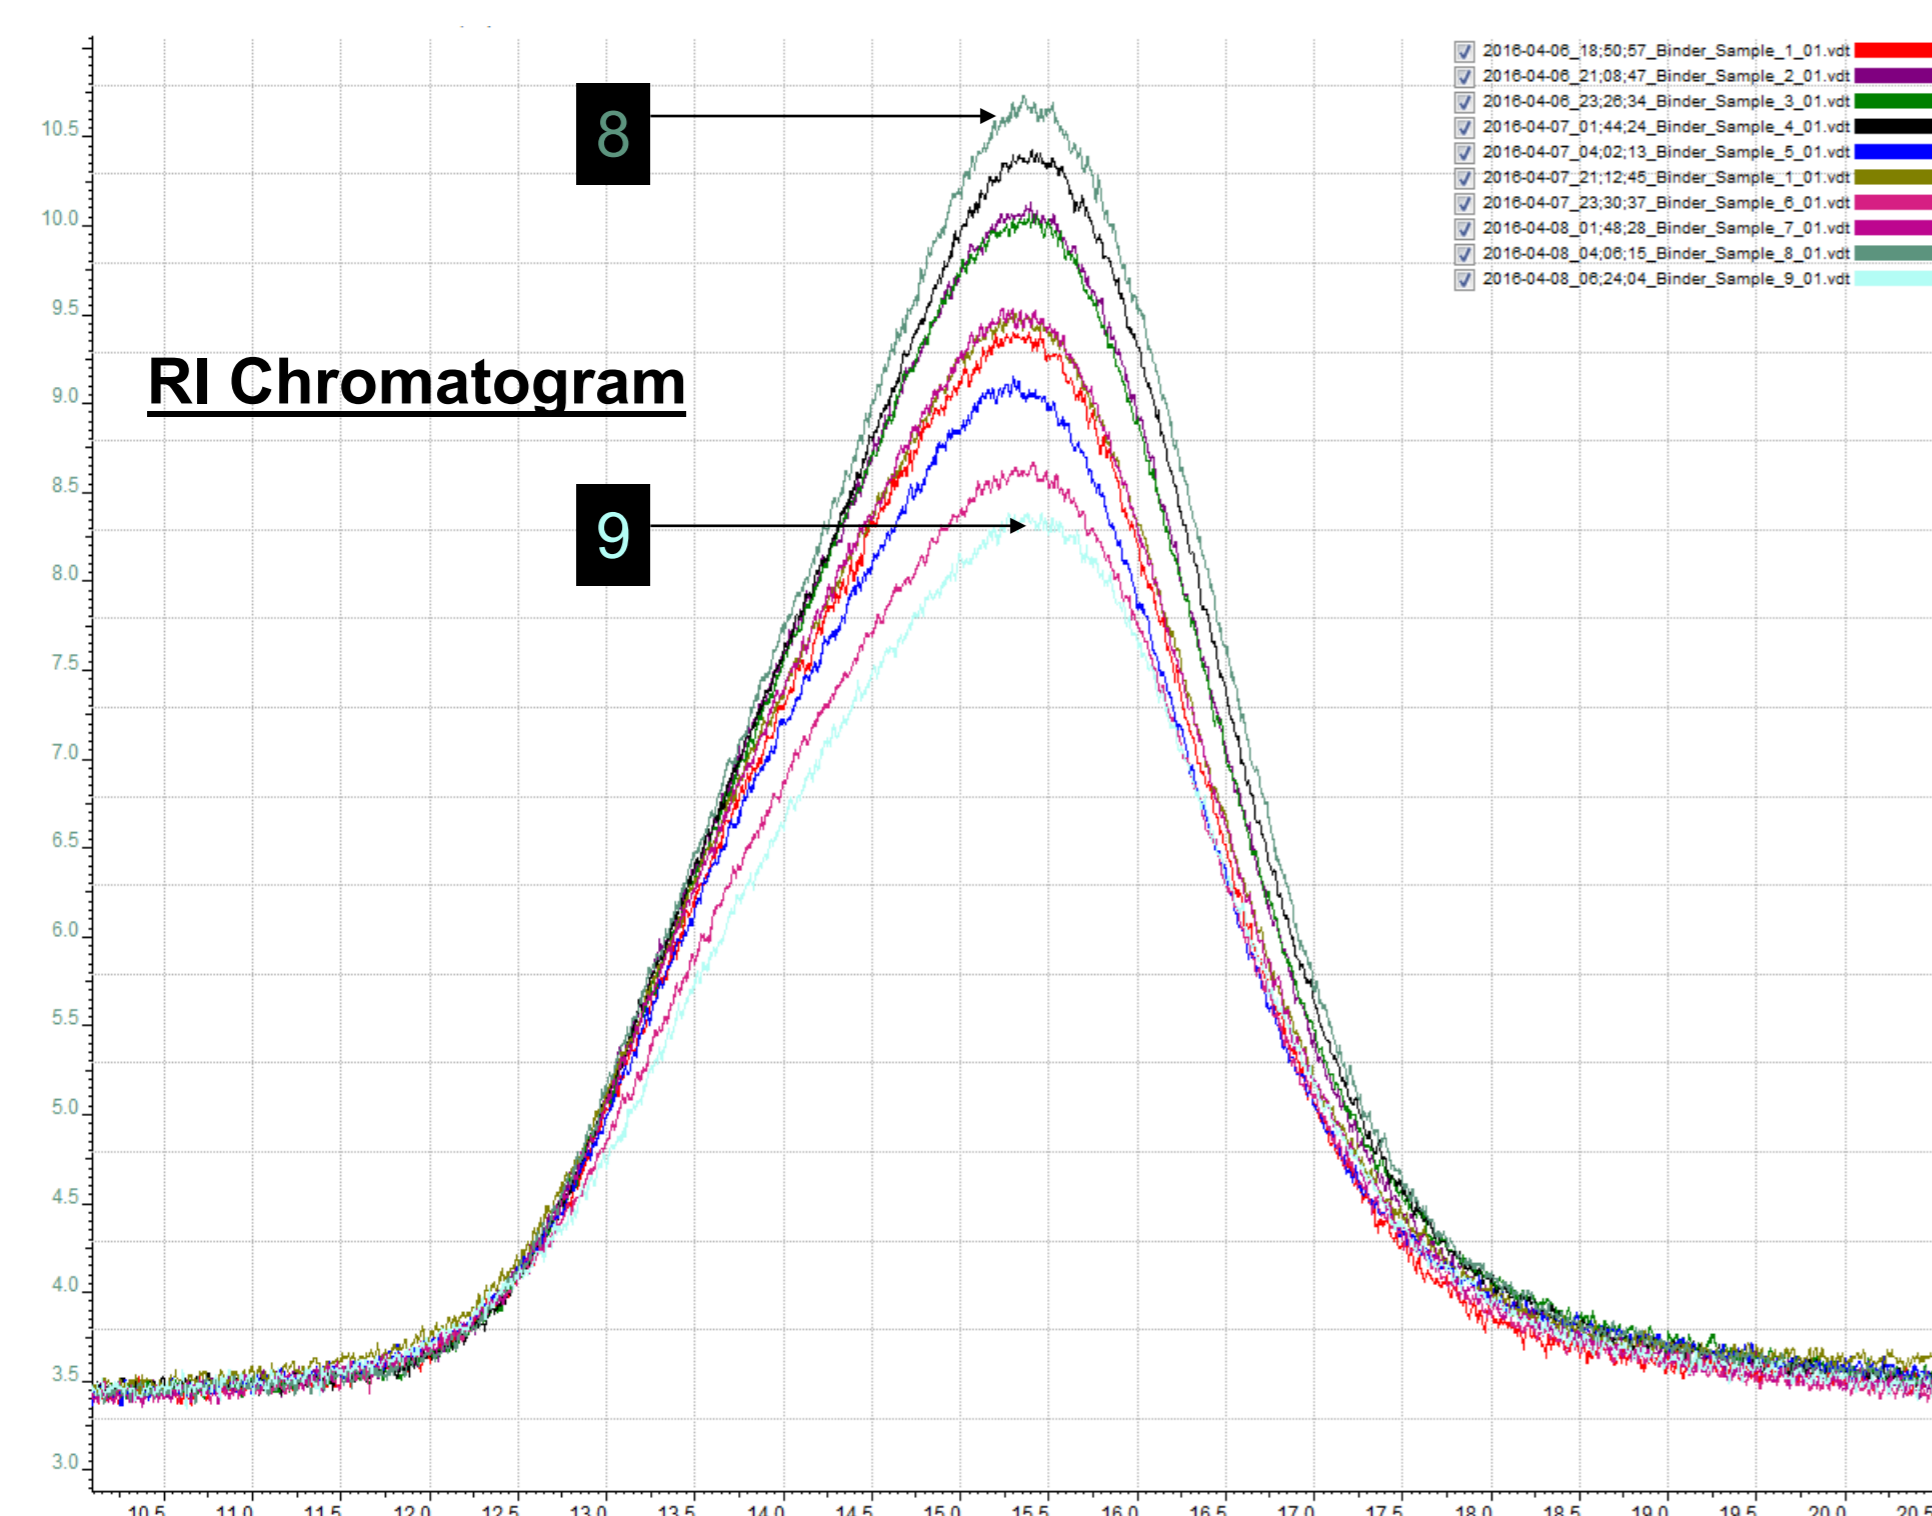 2016-04-06_18;50;57_Binder_Sample_1_01.vdt
2016-04-06_21;08;47_Binder_Sample_2_01.vdt
2016-04-06_23;26;34_Binder_Sample_3_01.vdt
2016-04-07_01;44;24_Binder_Sample_4_01.vdt
2016-04-07_04;02;13_Binder_Sample_5_01.vdt
2016-04-07_21;12;45_Binder_Sample_1_01.vdt
2016-04-07_23;30;37_Binder_Sample_6_01.vdt
2016-04-08_01;48;28_Binder_Sample_7_01.vdt
2016-04-08_04;06;15_Binder_Sample_8_01.vdt
2016-04-08_06;24;04_Binder_Sample_9_01.vdt
8
RI Chromatogram
9
10.5
10.0
9.5
9.0
8.5
8.0
7.5
7.0
6.5
6.0
5.5
5.0
4.5
4.0
3.5
3.0
10.5 11.0 11.5 12.0 12.5 13.0 13.5 14.0 14.5 15.0 15.5 16.0 16.5 17.0 17.5 18.0 18.5 19.0 19.5 20.0 20.5